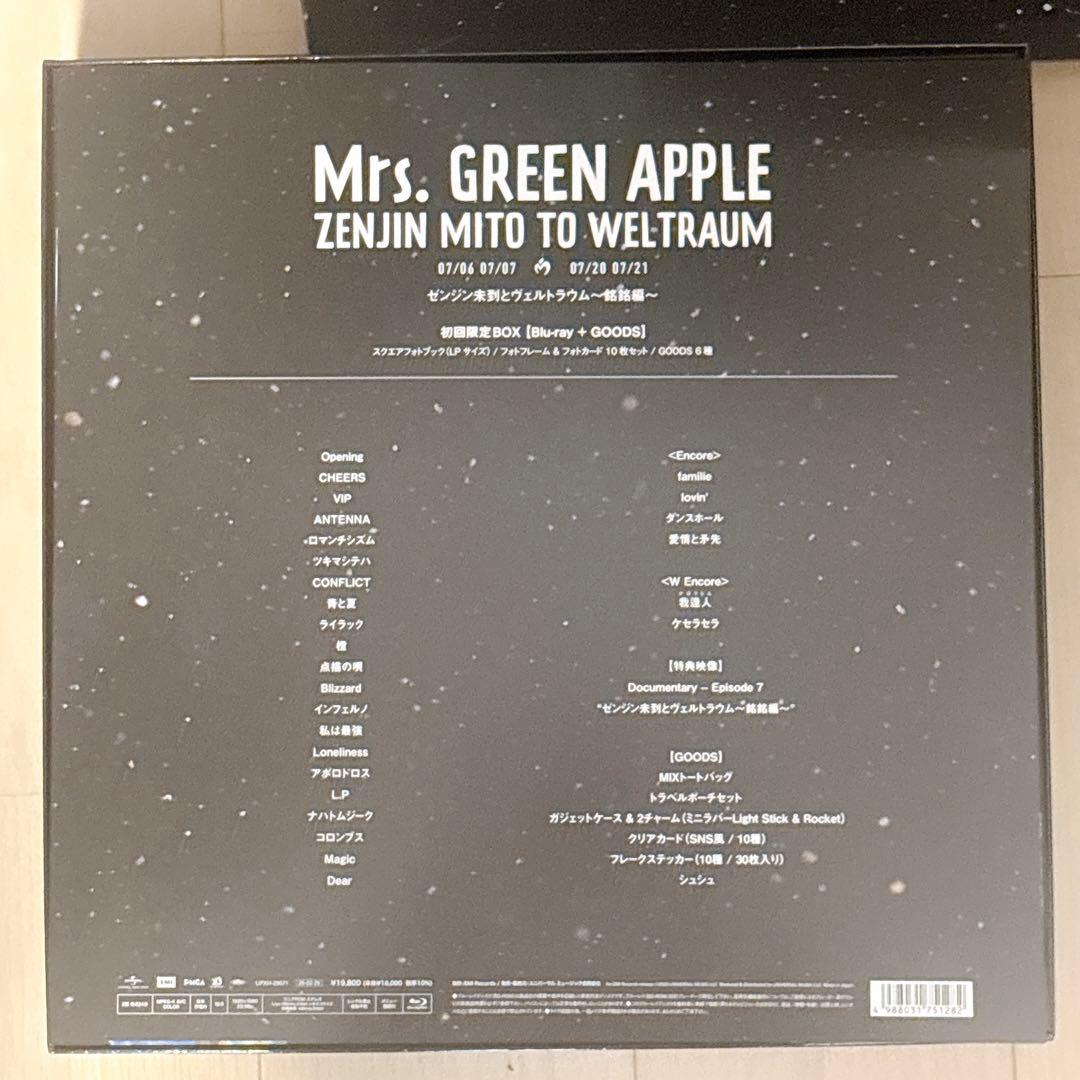 Mrs. GREEN APPLE
ZENJIN MITO TO WELTRAUM
07/06 07/07 07/20 07/21
ゼンジン未到とヴェルトラウム〜銘銘編〜
初回限定BOX【Blu-ray + GOODS】
スクエアフォトブック(LPサイズ) / フォトフレーム & フォトカード 10枚セット / GOODS 6種
Opening
CHEERS
VIP
ANTENNA
ロマンチシズム
ツキマシテハ
CONFLICT
青と夏
ライラック
橙
点描の唄
Blizzard
インフェルノ
私は最強
Loneliness
アポロドロス
L.P
ナハトムジーク
コロンブス
Magic
Dear
<Encore>
familie
lovin'
ダンスホール
愛情と矛先
<W Encore>
我逢人
ケセラセラ
【特典映像】
Documentary – Episode 7
"ゼンジン未到とヴェルトラウム〜銘銘編〜"
【GOODS】
MIXトートバッグ
トラベルポーチセット
ガジェットケース & 2チャーム(ミニラバーLight Stick & Rocket)
クリアカード(SNS風 / 10種)
フレークステッカー(10種 / 30枚入り)
シュシュ
EMI
¥19,800 (本体¥18,000 税率10%)
4 988031 751282